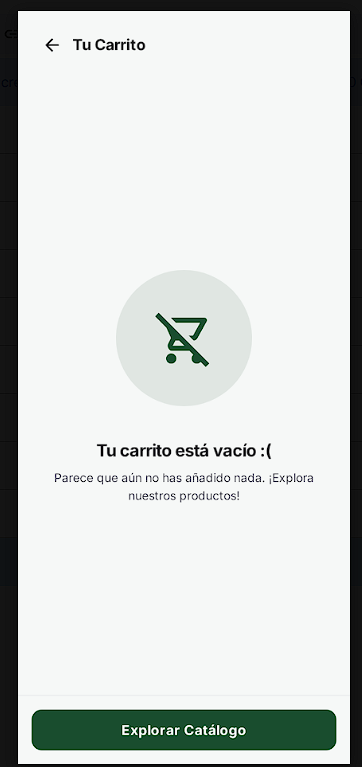 Tu Carrito
Tu carrito está vacío :(
Parece que aún no has añadido nada. ¡Explora
nuestros productos!
Explorar Catálogo